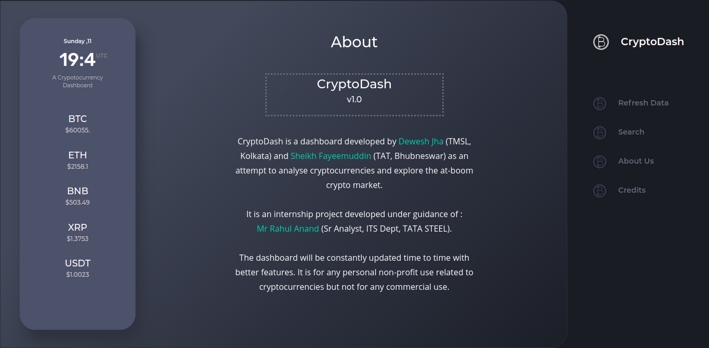 Sunday ,11
19:4 UTC
A Crypotocurrency
Dashboard
BTC
$60055.
ETH
$2158.1
BNB
$503.49
XRP
$1.3753
USDT
$1.0023
About
CryptoDash
v1.0
CryptoDash is a dashboard developed by Dewesh Jha (TMSL,
Kolkata) and Sheikh Fayeemuddin (TAT, Bhubneswar) as an
attempt to analyse cryptocurrencies and explore the at-boom
crypto market.
It is an internship project developed under guidance of :
Mr Rahul Anand (Sr Analyst, ITS Dept, TATA STEEL).
The dashboard will be constantly updated time to time with
better features. It is for any personal non-profit use related to
cryptocurrencies but not for any commercial use.
CryptoDash
Refresh Data
Search
About Us
Credits